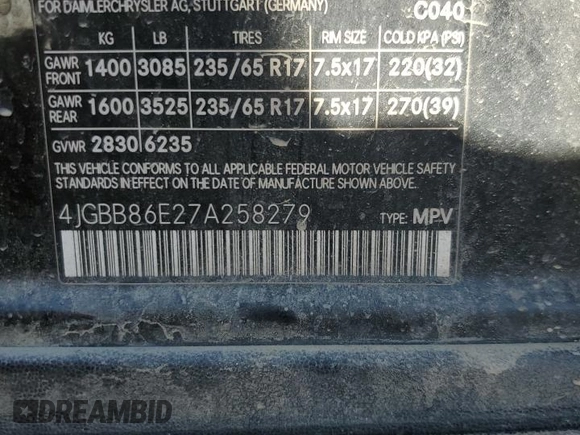 FOR DAIMLERCHRYSLER AG, STUTTGART (GERMANY) C040
KG LB TIRES RIM SIZE COLD KPA (PSI)
GAWR FRONT 1400 3085 235/65 R17 7.5x17 220(32)
GAWR REAR 1600 3525 235/65 R17 7.5x17 270(39)
GVWR 2830 6235
THIS VEHICLE CONFORMS TO ALL APPLICABLE FEDERAL MOTOR VEHICLE SAFETY
STANDARDS IN EFFECT ON THE DATE OF MANUFACTURE SHOWN ABOVE.
4JGBB86E27A258279 TYPE: MPV
DREAMBID